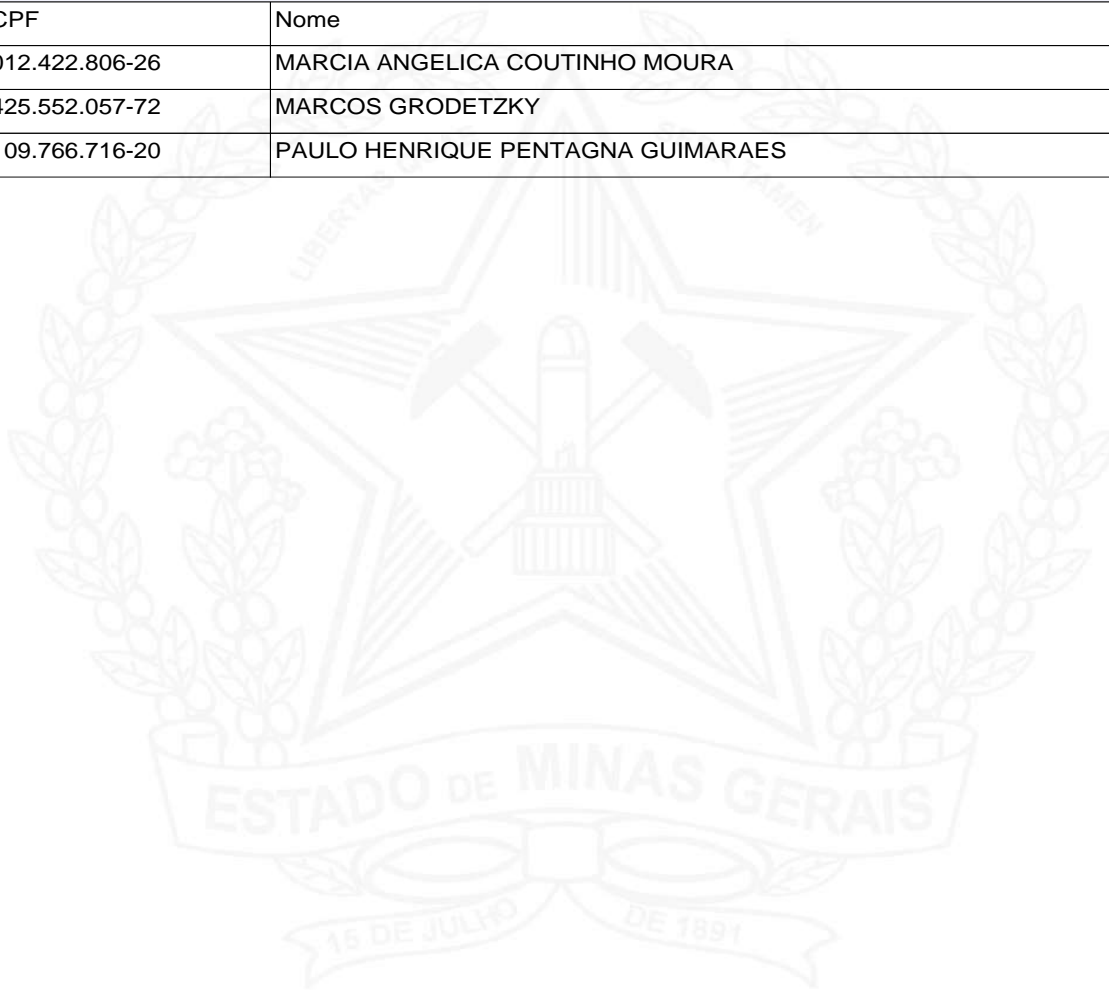 CPF Nome
012.422.806-26 MARCIA ANGELICA COUTINHO MOURA
425.552.057-72 MARCOS GRODETZKY
109.766.716-20 PAULO HENRIQUE PENTAGNA GUIMARAES
LIBERTAS TAMEN
ESTADO DE MINAS GERAIS
15 DE JULHO DE 1891